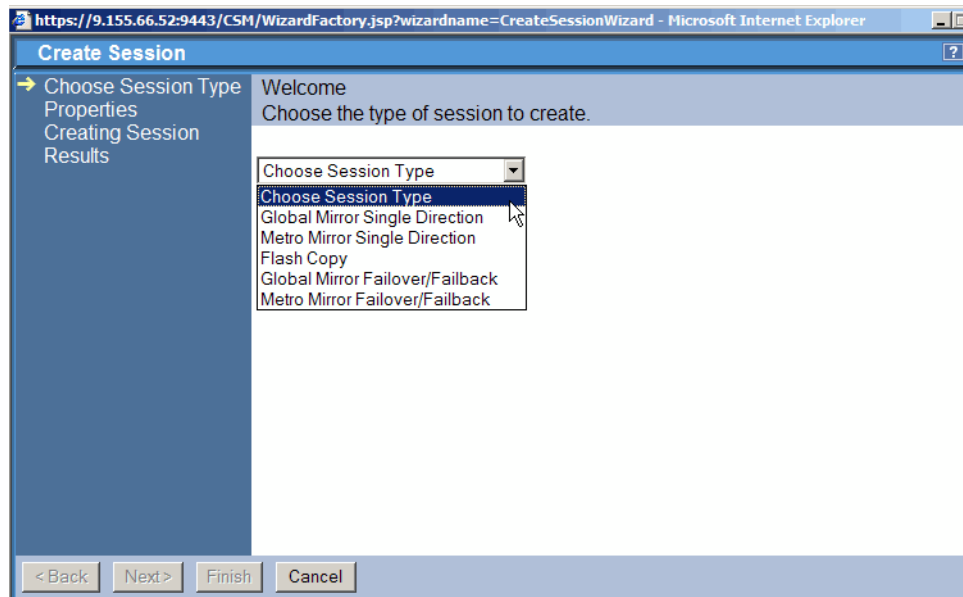 https://9.155.66.52:9443/CSM/WizardFactory.jsp?wizardname=CreateSessionWizard - Microsoft Internet Explorer
Create Session
?
Choose Session Type
Properties
Creating Session
Results
Welcome
Choose the type of session to create.
Choose Session Type
Choose Session Type
Global Mirror Single Direction
Metro Mirror Single Direction
Flash Copy
Global Mirror Failover/Failback
Metro Mirror Failover/Failback
< Back Next > Finish Cancel